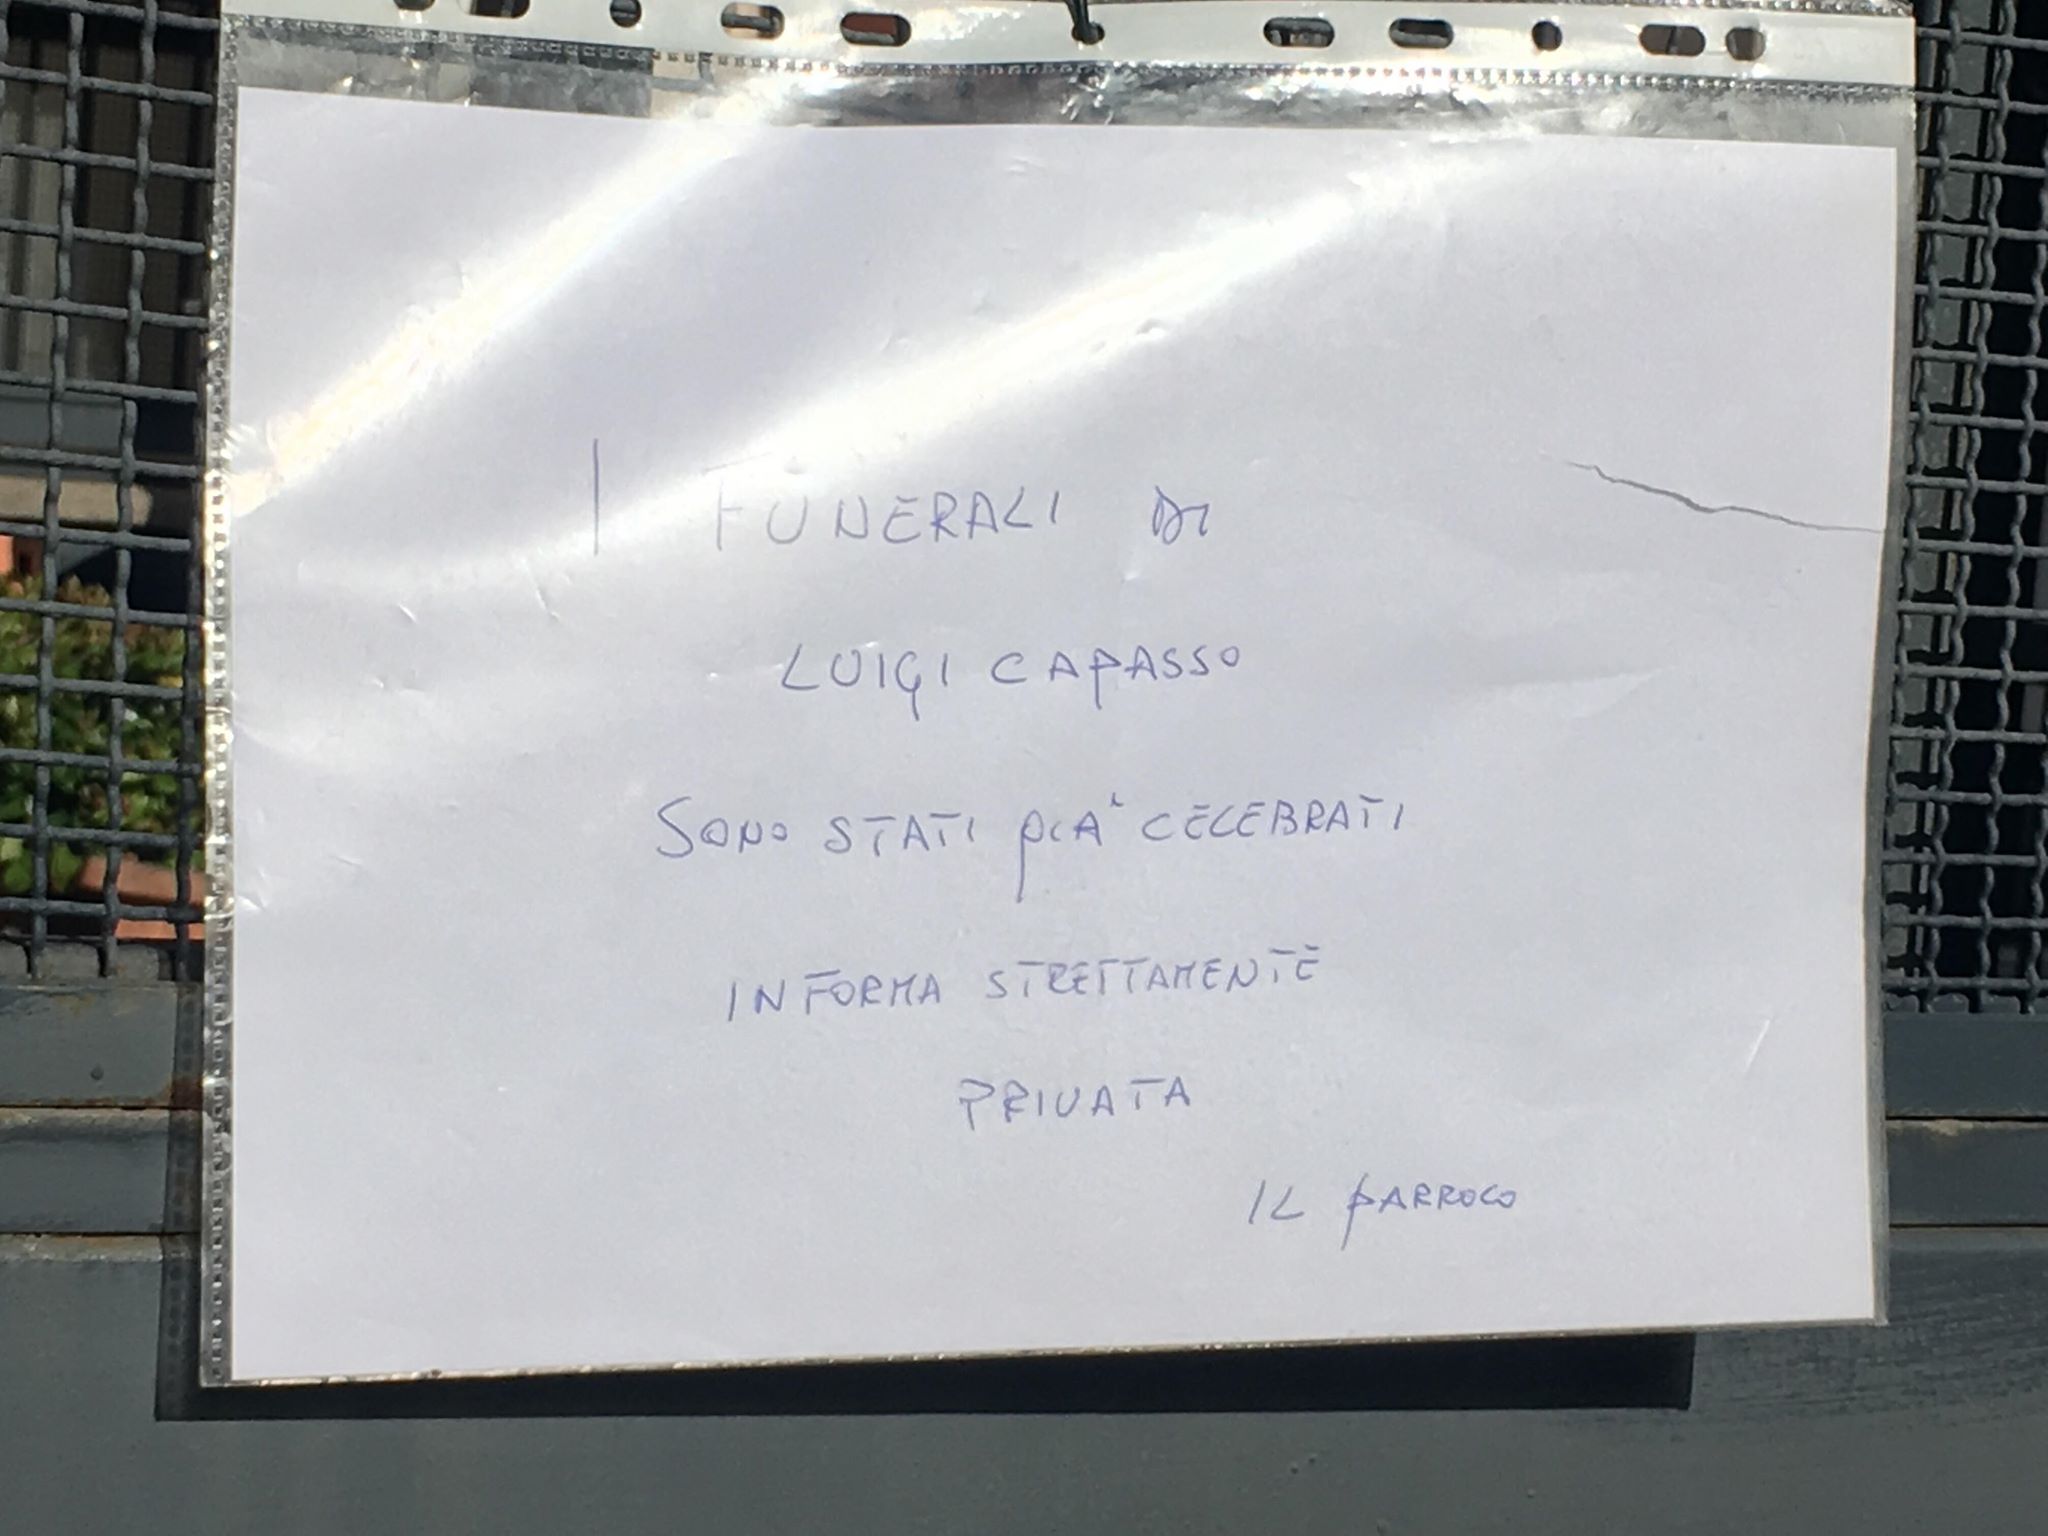 I FUNERALI DI
LUIGI CAPASSO
SONO STATI GIA' CELEBRATI
IN FORMA STRETTAMENTE
PRIVATA
IL PARROCO